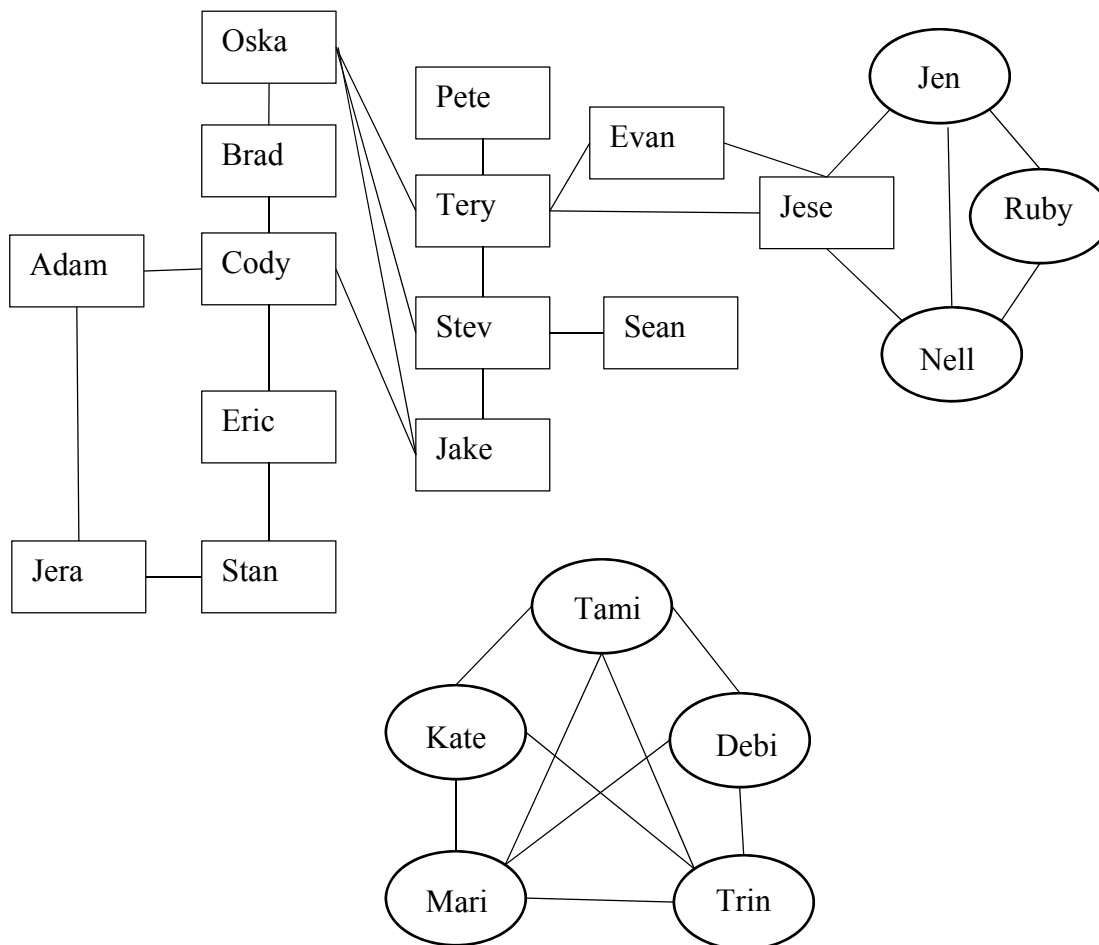 Oska
Pete
Jen
Brad
Evan
Tery
Jese
Ruby
Adam
Cody
Stev
Sean
Nell
Eric
Jake
Jera
Stan
Tami
Kate
Debi
Mari
Trin